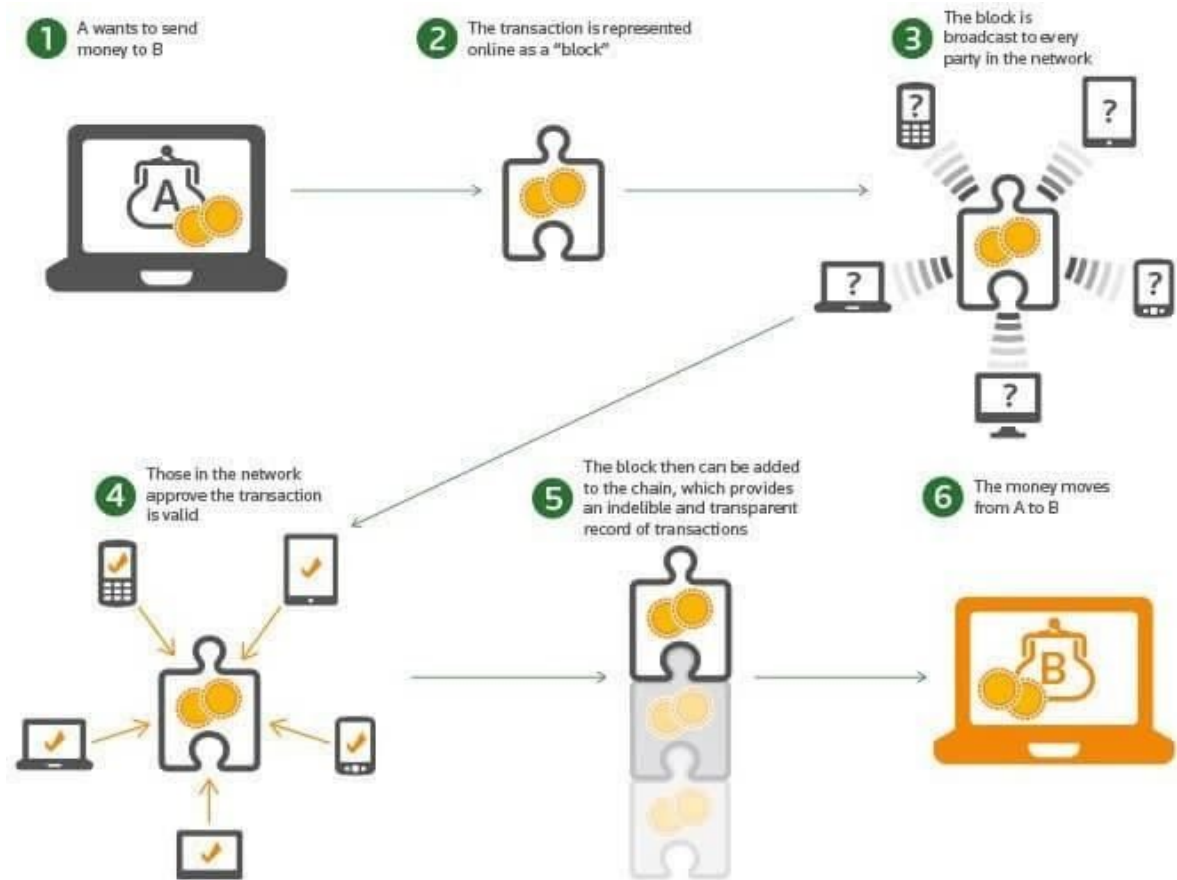 1
A wants to send
money to B
2
The transaction is represented
online as a “block”
3
The block is
broadcast to every
party in the network
A
?
?
?
?
?
4
Those in the network
approve the transaction
is valid
5
The block then can be added
to the chain, which provides
an indelible and transparent
record of transactions
6
The money moves
from A to B
B